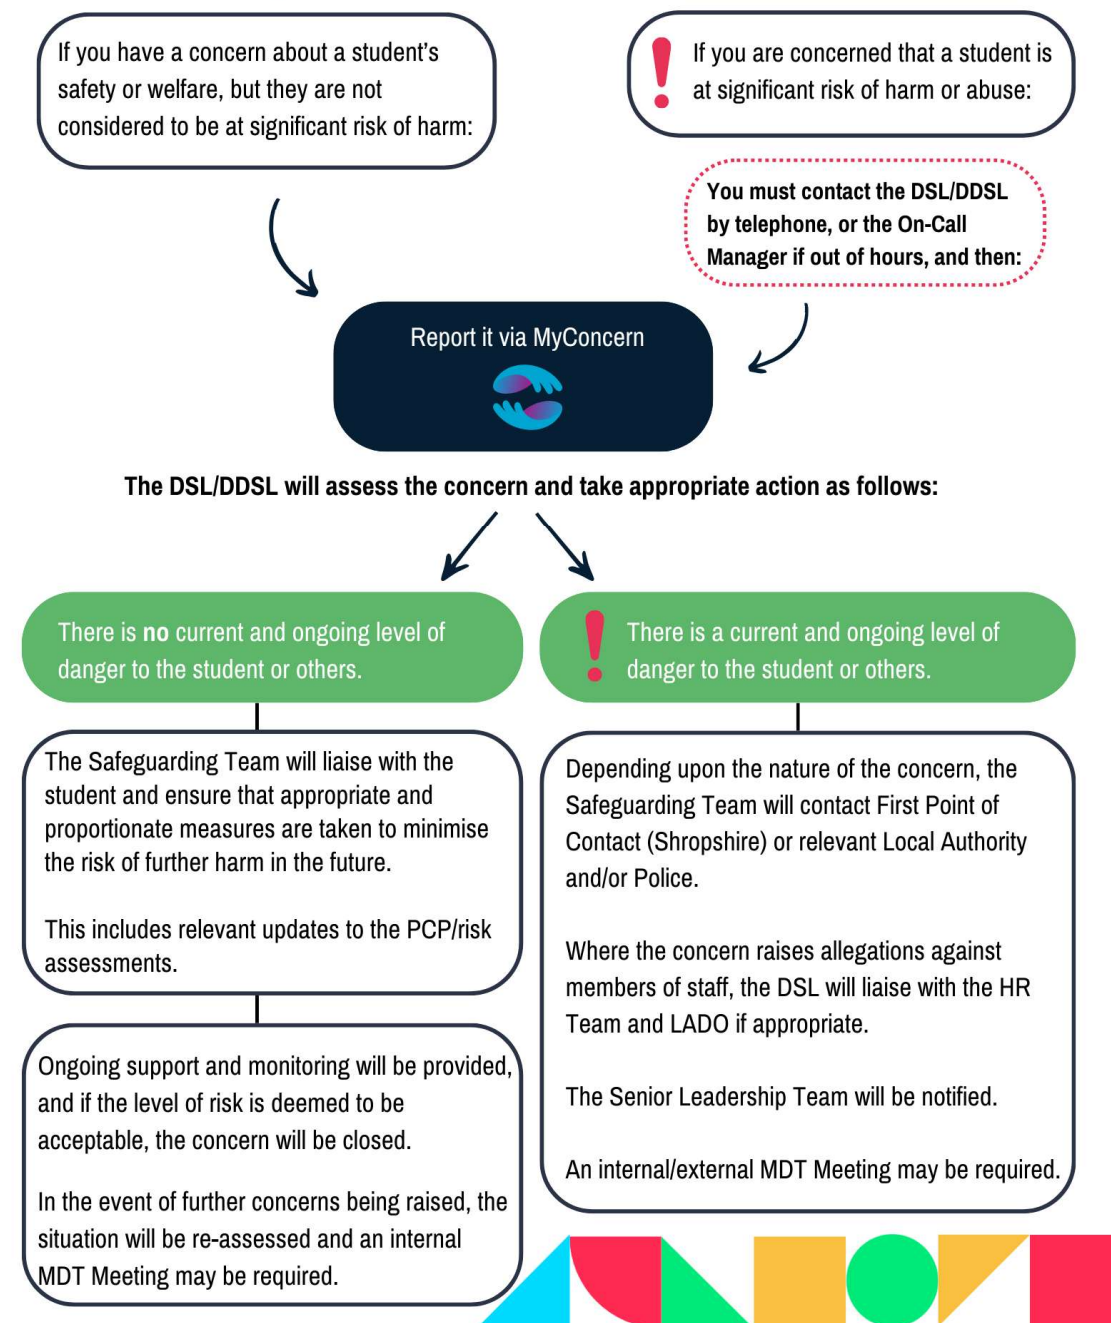 If you have a concern about a student’s
safety or welfare, but they are not
considered to be at significant risk of harm:
If you are concerned that a student is
at significant risk of harm or abuse:
You must contact the DSL/DDSL
by telephone, or the On-Call
Manager if out of hours, and then:
Report it via MyConcern
The DSL/DDSL will assess the concern and take appropriate action as follows:
There is no current and ongoing level of
danger to the student or others.
The Safeguarding Team will liaise with the
student and ensure that appropriate and
proportionate measures are taken to minimise
the risk of further harm in the future.
This includes relevant updates to the PCP/risk
assessments.
Ongoing support and monitoring will be provided,
and if the level of risk is deemed to be
acceptable, the concern will be closed.
In the event of further concerns being raised, the
situation will be re-assessed and an internal
MDT Meeting may be required.
There is a current and ongoing level of
danger to the student or others.
Depending upon the nature of the concern, the
Safeguarding Team will contact First Point of
Contact (Shropshire) or relevant Local Authority
and/or Police.
Where the concern raises allegations against
members of staff, the DSL will liaise with the HR
Team and LADO if appropriate.
The Senior Leadership Team will be notified.
An internal/external MDT Meeting may be required.